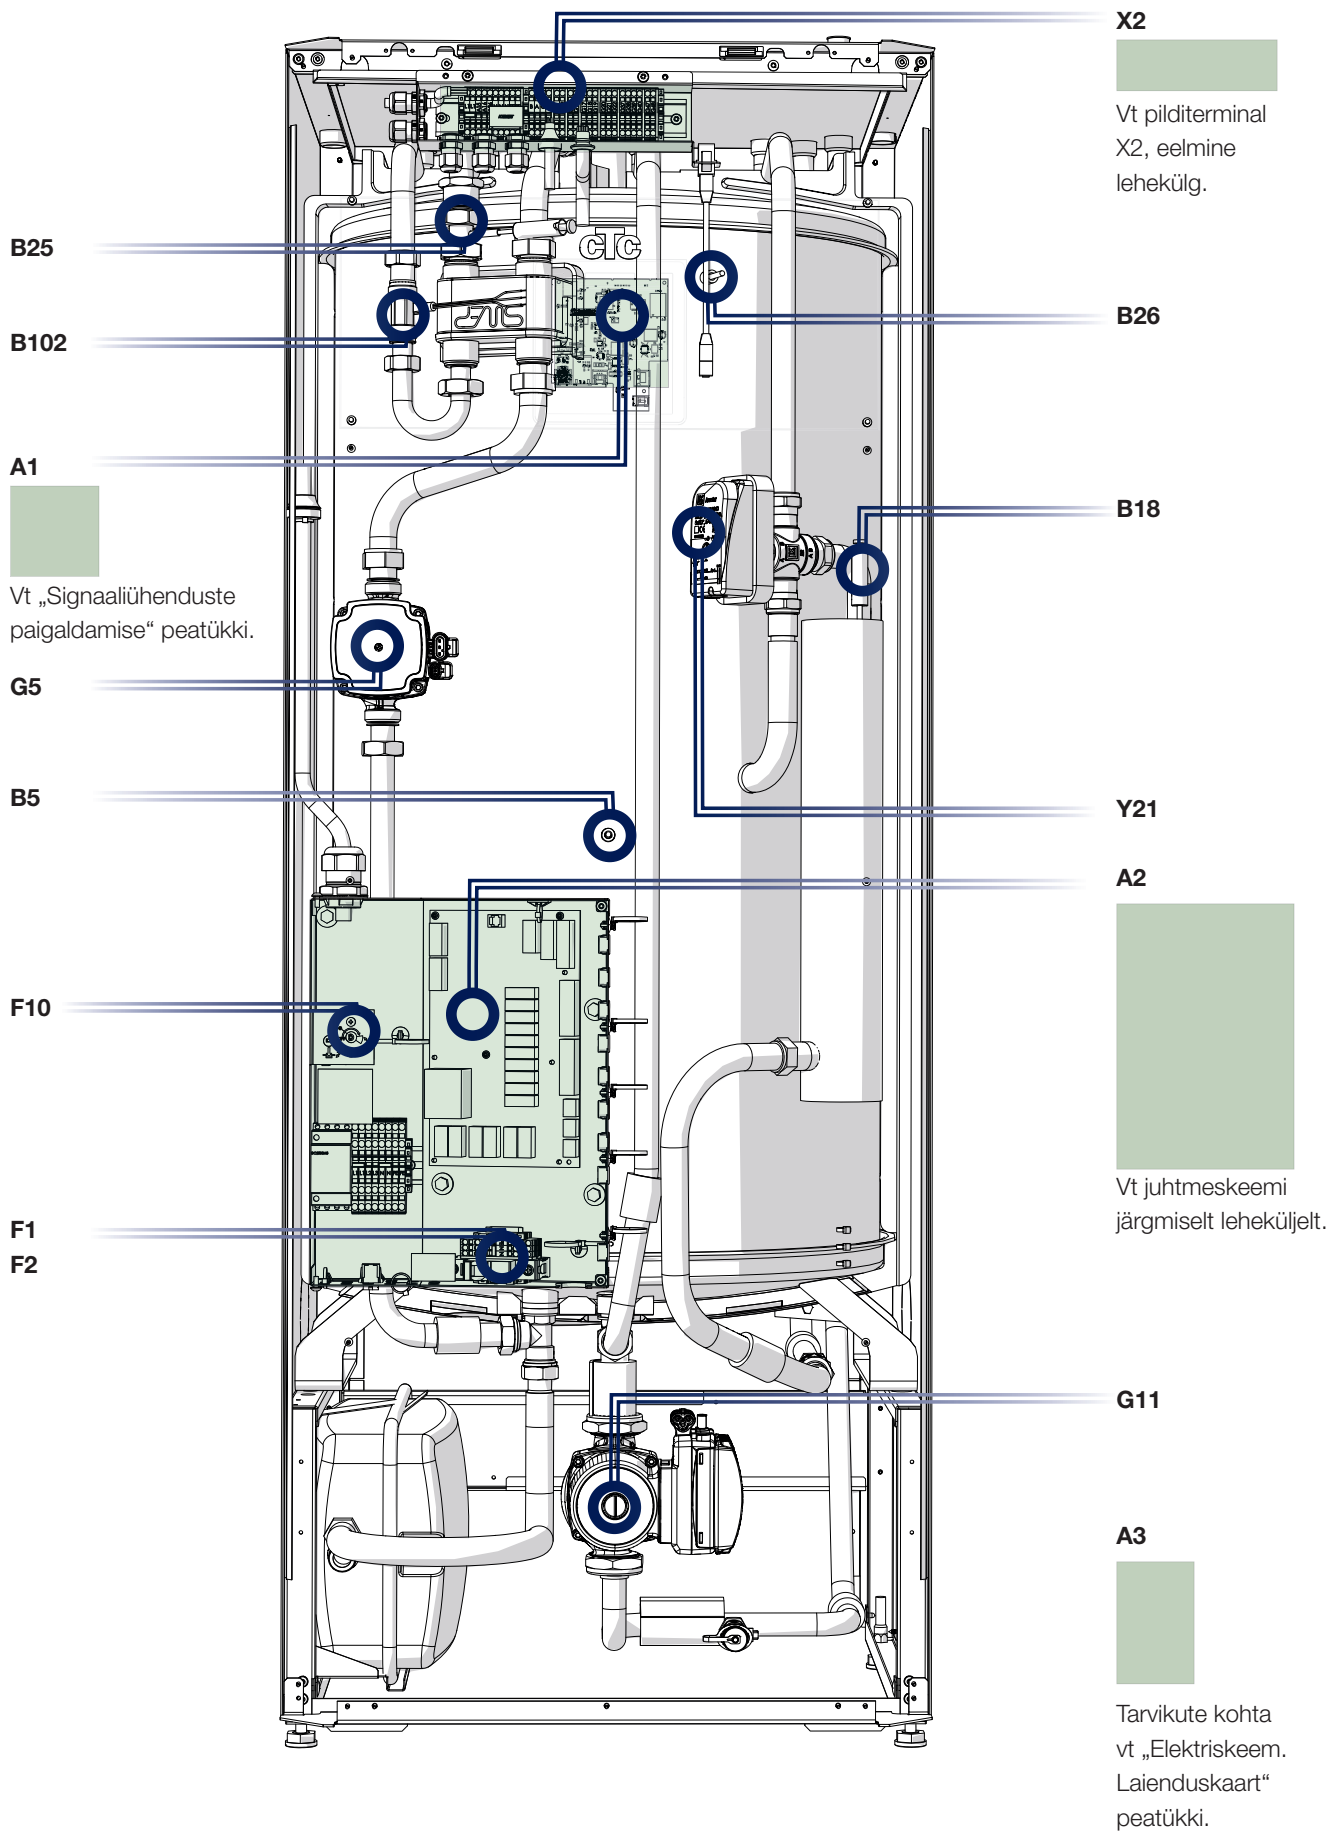 X2
Vt pilditerminal
X2, eelmine
lehekülg.
B25
B102
A1
Vt „Signaaliühenduste
paigaldamise“ peatükki.
G5
B5
F10
F1
F2
CTC
SWEP
B26
B18
Y21
A2
Vt juhtmeskeemi
järgmiselt leheküljelt.
G11
A3
Tarvikute kohta
vt „Elektriskeem.
Laienduskaart“
peatükki.